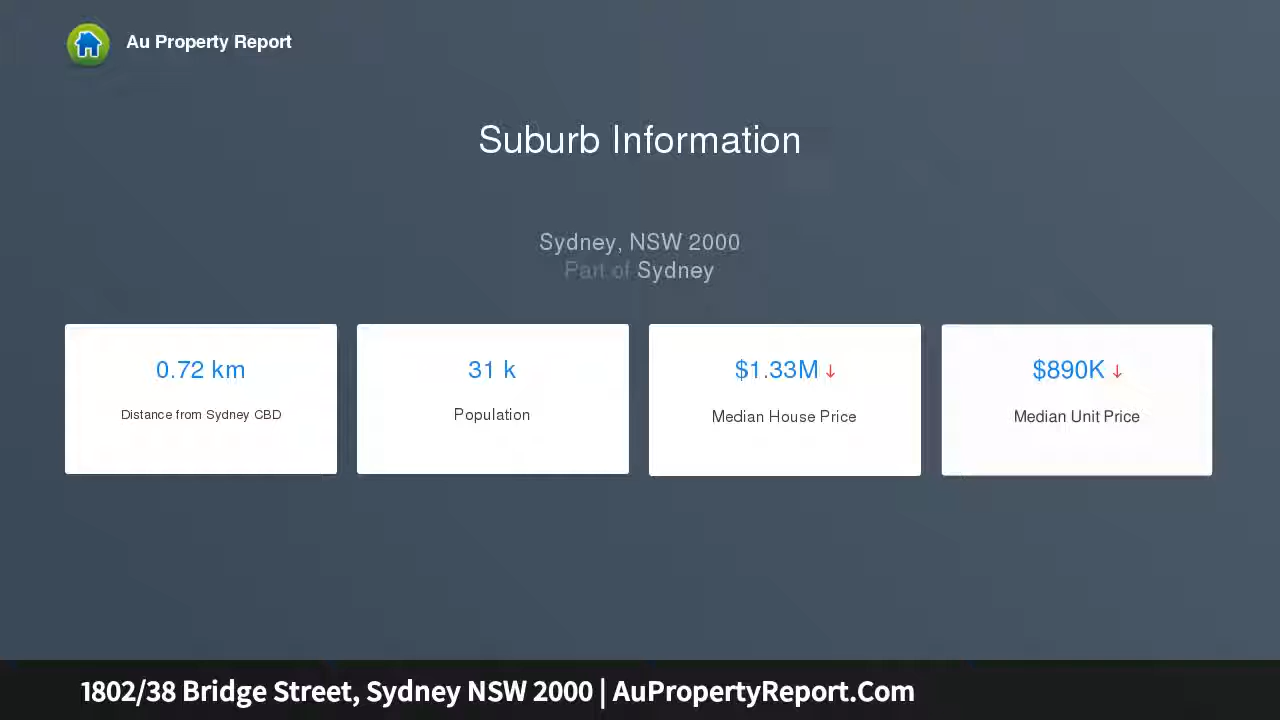 Au Property Report
Suburb Information
Sydney, NSW 2000
Part of Sydney
0.72 km
Distance from Sydney CBD
31 k
Population
$1.33M ↓
Median House Price
$890K ↓
Median Unit Price
1802/38 Bridge Street, Sydney NSW 2000 | AuPropertyReport.Com